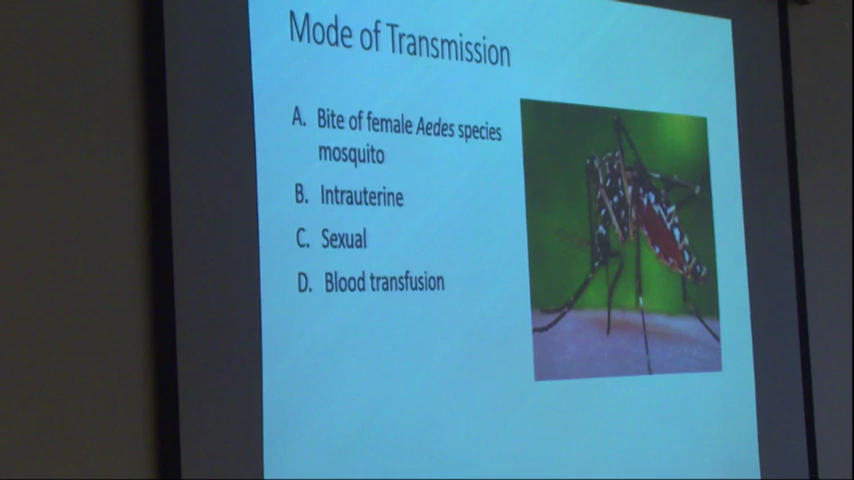 Mode of Transmission
A. Bite of female Aedes species
mosquito
B. Intrauterine
C. Sexual
D. Blood transfusion